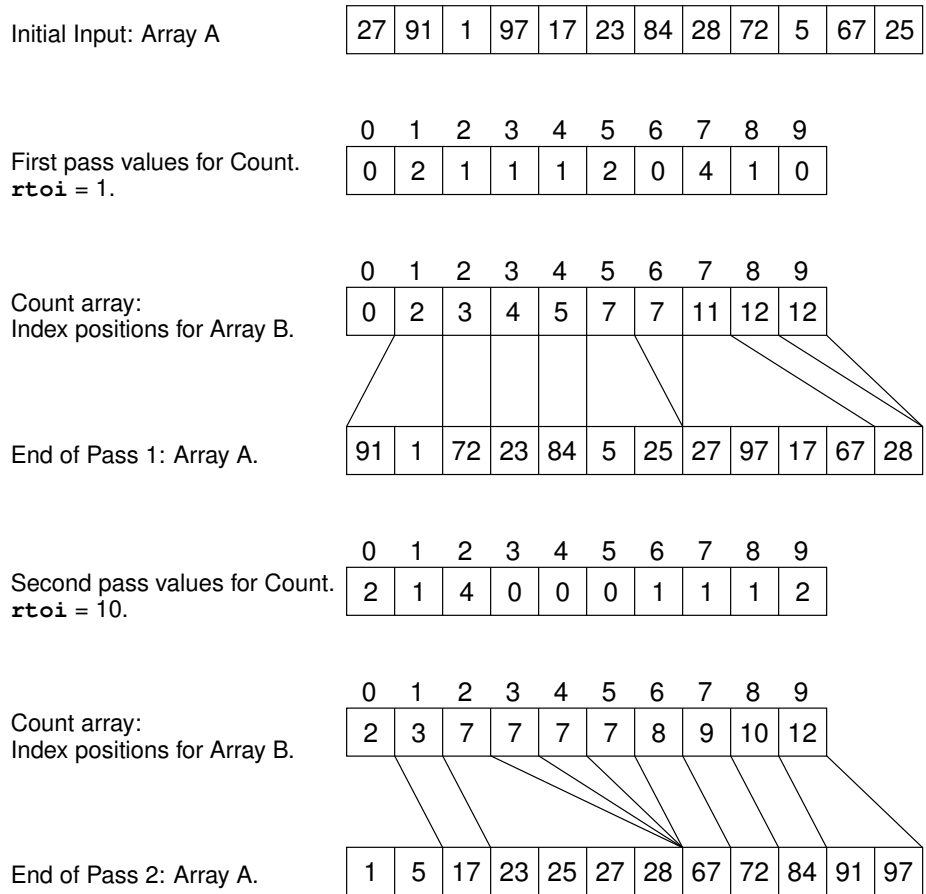 Initial Input: Array A
27 91 1 97 17 23 84 28 72 5 67 25
0 1 2 3 4 5 6 7 8 9
First pass values for Count.
rtoi = 1.
0 2 1 1 1 2 0 4 1 0
0 1 2 3 4 5 6 7 8 9
Count array:
Index positions for Array B.
0 2 3 4 5 7 7 11 12 12
End of Pass 1: Array A.
91 1 72 23 84 5 25 27 97 17 67 28
0 1 2 3 4 5 6 7 8 9
Second pass values for Count.
rtoi = 10.
2 1 4 0 0 0 1 1 1 2
0 1 2 3 4 5 6 7 8 9
Count array:
Index positions for Array B.
2 3 7 7 7 7 8 9 10 12
End of Pass 2: Array A.
1 5 17 23 25 27 28 67 72 84 91 97